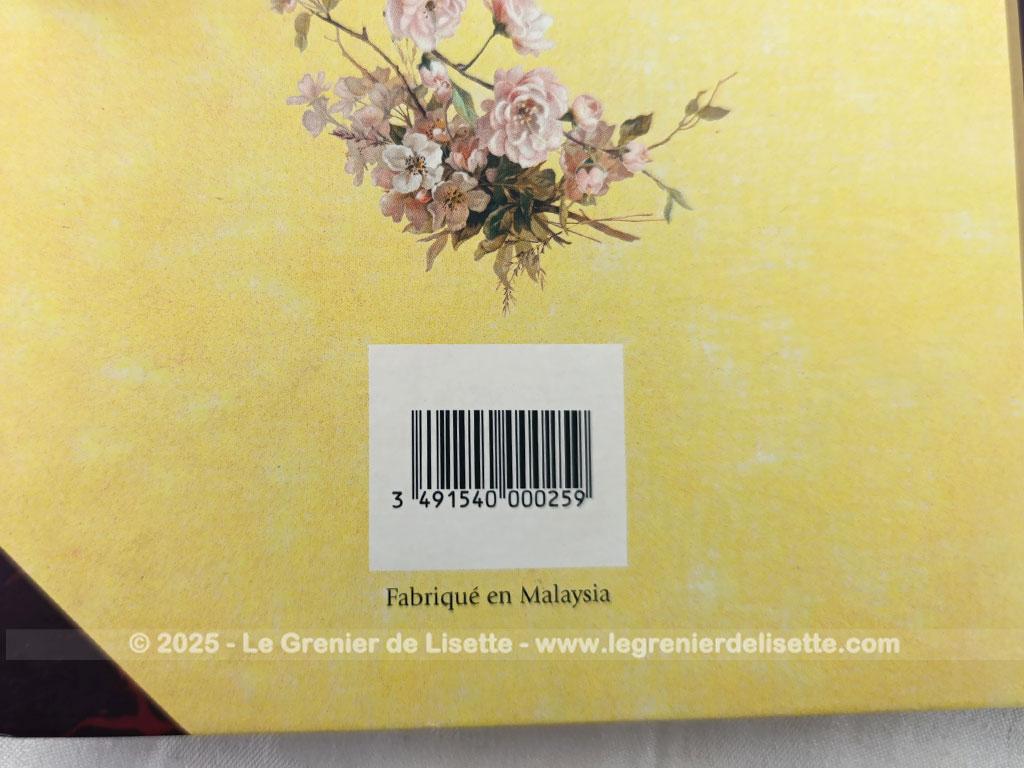 3 491540 000259
Fabriqué en Malaysia
© 2025 - Le Grenier de Lisette - www.legrenierdelisette.com